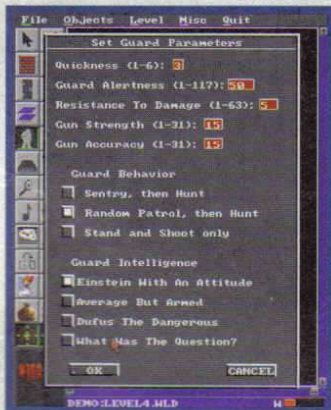 File Objects Level Misc Quit
Set Guard Parameters
Quickness (1-6): 3
Guard Alertness (1-117): 50
Resistance To Damage (1-63): 5
Gun Strength (1-31): 15
Gun Accuracy (1-31): 15
Guard Behavior
Sentry, then Hunt
Random Patrol, then Hunt
Stand and Shoot only
Guard Intelligence
Einstein With An Attitude
Average But Armed
Dufus The Dangerous
What Was The Question?
OK CANCEL
DEMO:LEVEL4.WLD